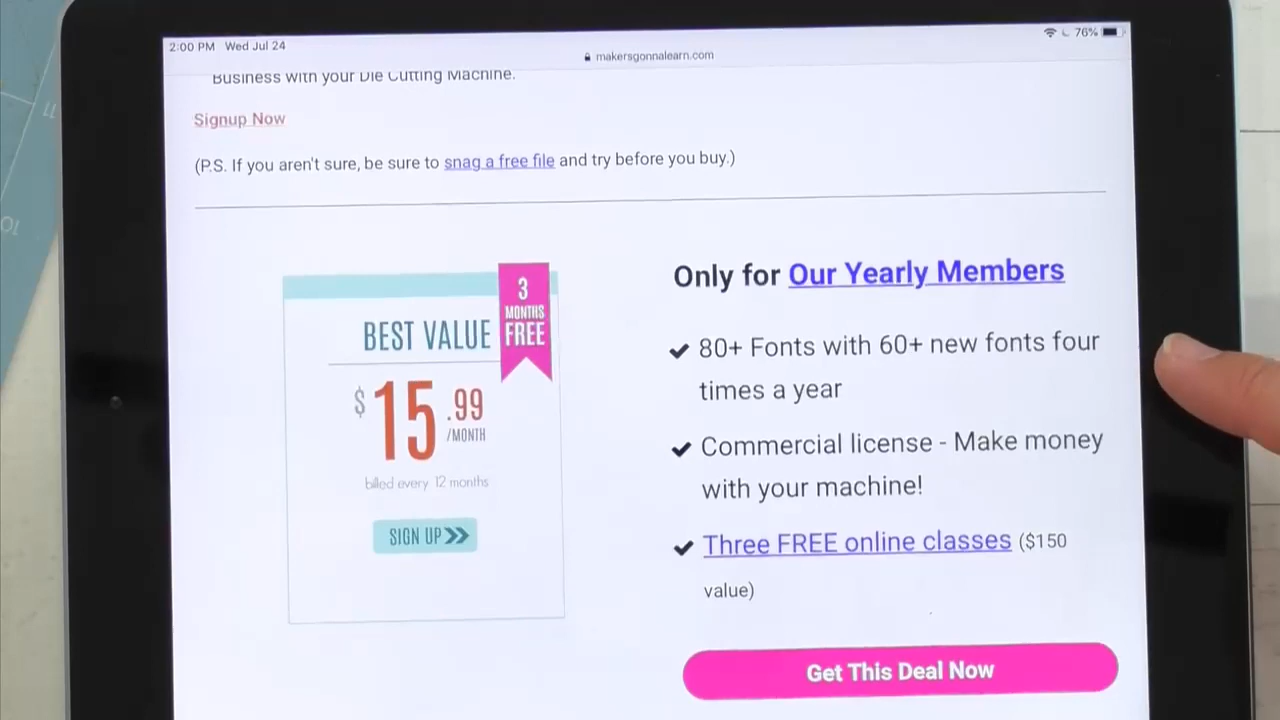 2:00 PM Wed Jul 24
76%
makersgonnalearn.com
Business with your Die Cutting Machine.
Signup Now
(P.S. If you aren't sure, be sure to snag a free file and try before you buy.)
3
MONTHS
FREE
BEST VALUE
$15.99
/MONTH
billed every 12 months
SIGN UP
Only for Our Yearly Members
80+ Fonts with 60+ new fonts four
times a year
Commercial license - Make money
with your machine!
Three FREE online classes ($150
value)
Get This Deal Now
11
10